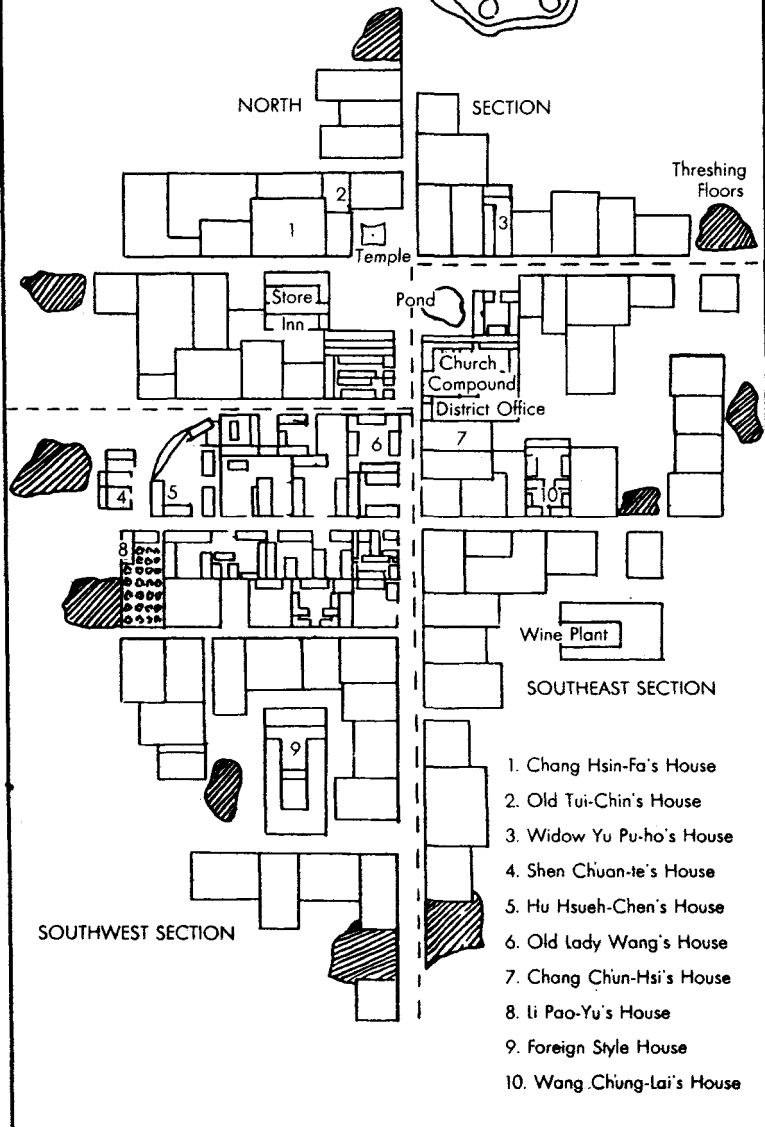 NORTH SECTION
Threshing
Floors
2
1
3
Temple
Store
Pond
Inn
Church
Compound
District Office
6
7
4
5
10
8
Wine Plant
SOUTHEAST SECTION
9
1. Chang Hsin-Fa's House
2. Old Tui-Chin's House
3. Widow Yu Pu-ho's House
4. Shen Ch'uan-te's House
5. Hu Hsueh-Chen's House
6. Old Lady Wang's House
7. Chang Ch'un-Hsi's House
8. Li Pao-Yu's House
9. Foreign Style House
10. Wang Ch'ung-Lai's House
SOUTHWEST SECTION